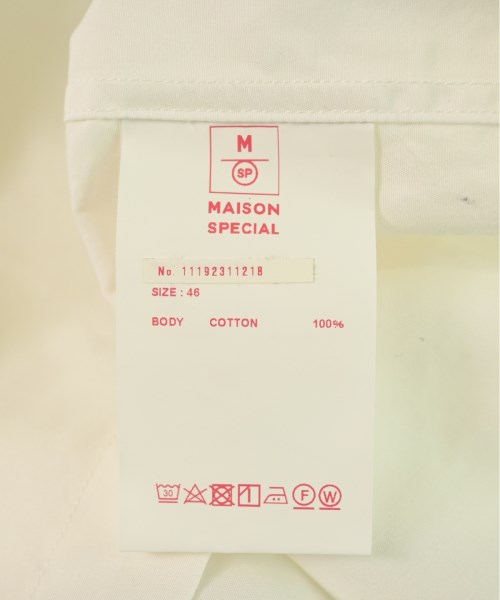 M
SP
MAISON
SPECIAL
No. 11192311218
SIZE : 46
BODY COTTON 100%
30 F W